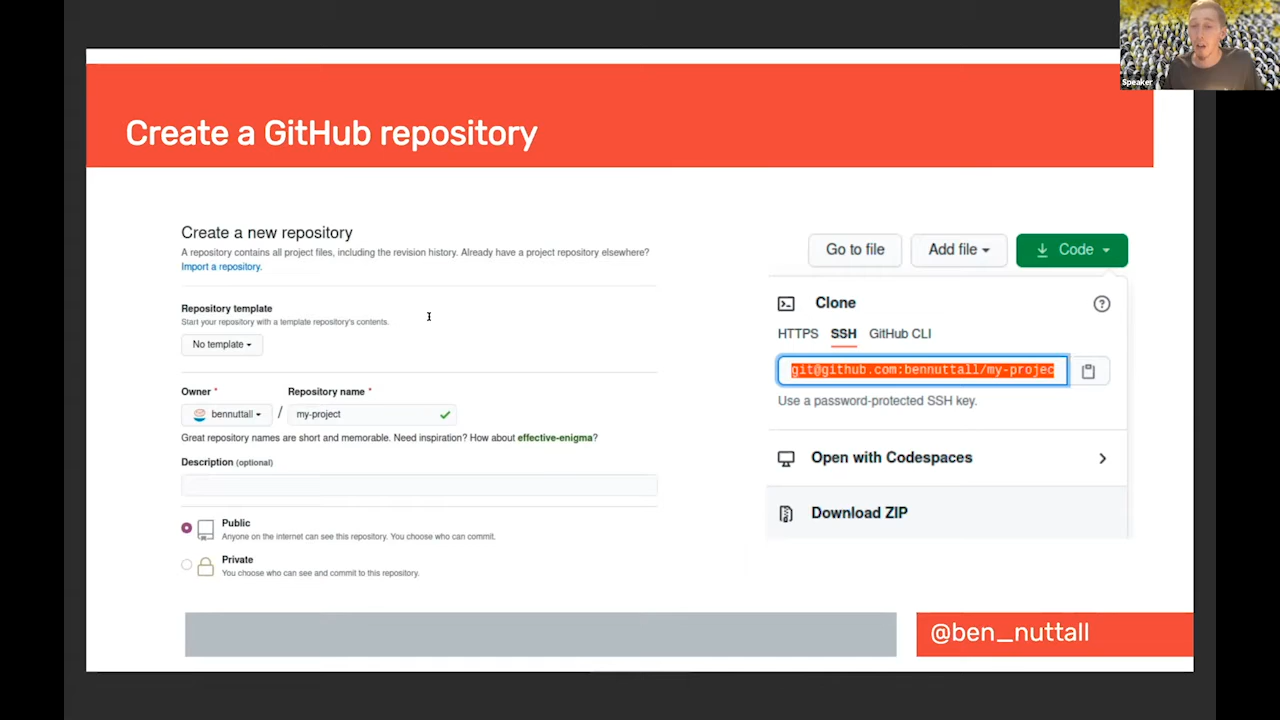 Speaker
Create a GitHub repository
Create a new repository
A repository contains all project files, including the revision history. Already have a project repository elsewhere?
Import a repository.
Repository template
Start your repository with a template repository's contents.
No template
Owner * Repository name *
bennuttall / my-project
Great repository names are short and memorable. Need inspiration? How about effective-enigma?
Description (optional)
Public
Anyone on the internet can see this repository. You choose who can commit.
Private
You choose who can see and commit to this repository.
Go to file Add file Code
Clone
HTTPS SSH GitHub CLI
git@github.com:bennuttall/my-projec
Use a password-protected SSH key.
Open with Codespaces
Download ZIP
@ben_nuttall